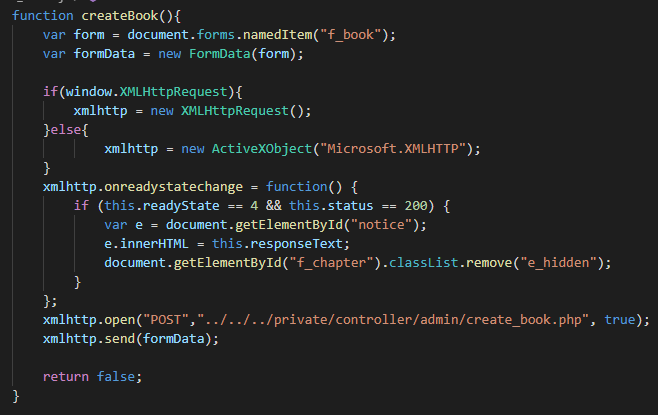 function createBook(){
    var form = document.forms.namedItem("f_book");
    var formData = new FormData(form);

    if(window.XMLHttpRequest){
        xmlhttp = new XMLHttpRequest();
    }else{
            xmlhttp = new ActiveXObject("Microsoft.XMLHTTP");
    }
    xmlhttp.onreadystatechange = function() {
        if (this.readyState == 4 && this.status == 200) {
            var e = document.getElementById("notice");
            e.innerHTML = this.responseText;
            document.getElementById("f_chapter").classList.remove("e_hidden");
        }
    };
    xmlhttp.open("POST","../../../private/controller/admin/create_book.php", true);
    xmlhttp.send(formData);

    return false;
}